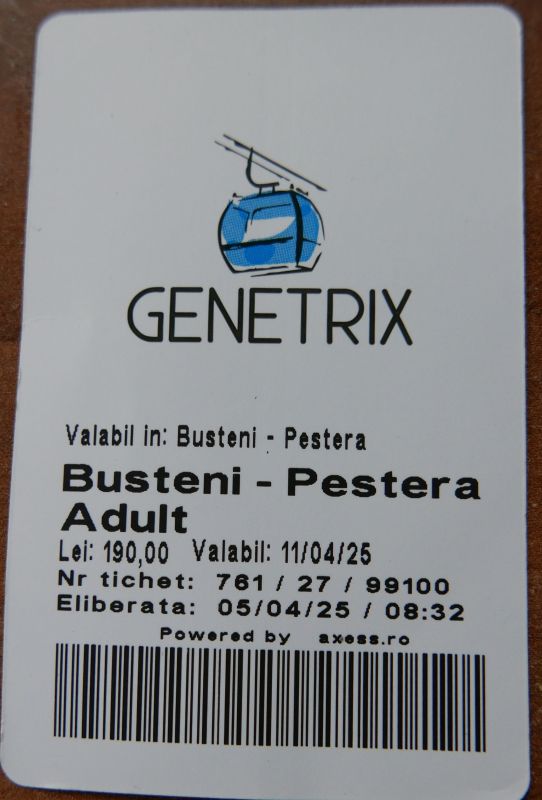 GENETRIX
Valabil in: Busteni - Pestera
Busteni - Pestera
Adult
Lei: 190,00 Valabil: 11/04/25
Nr tichet: 761 / 27 / 99100
Eliberata: 05/04/25 / 08:32
Powered by axess.ro